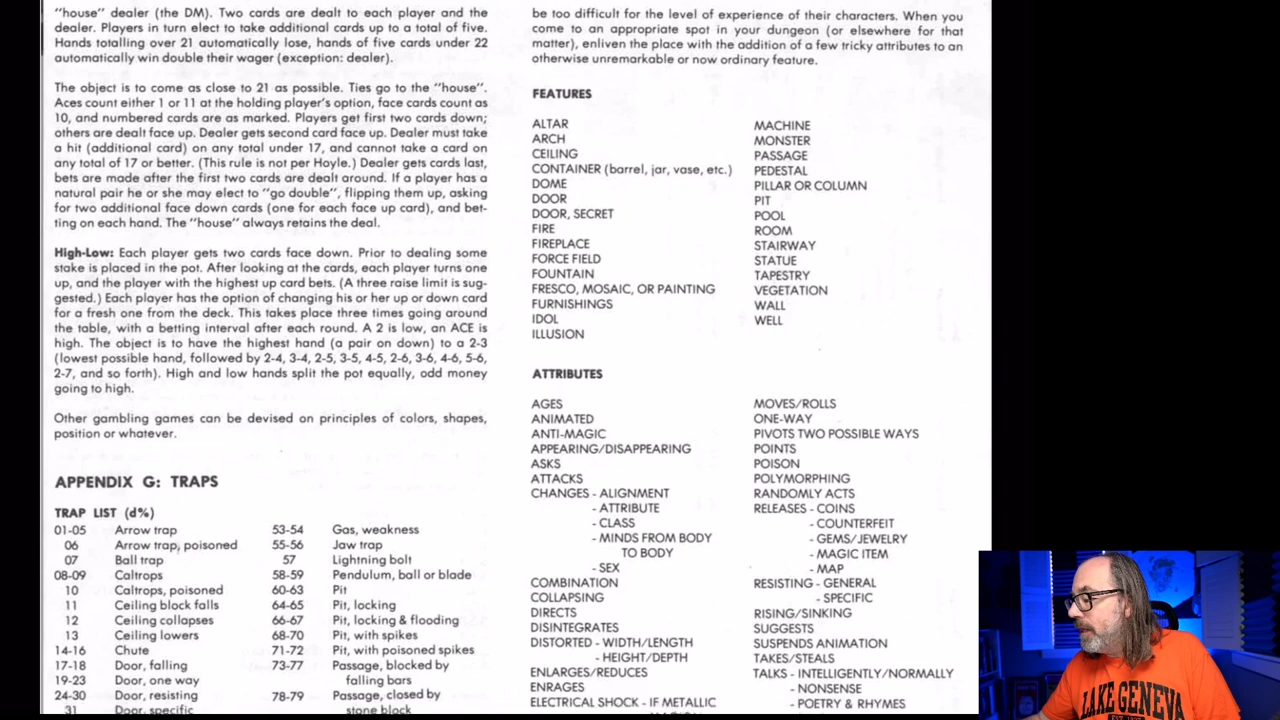 "house" dealer (the DM). Two cards are dealt to each player and the
dealer. Players in turn elect to take additional cards up to a total of five.
Hands totalling over 21 automatically lose, hands of five cards under 22
automatically win double their wager (exception: dealer).
The object is to come as close to 21 as possible. Ties go to the "house".
Aces count either 1 or 11 at the holding player's option, face cards count as
10, and numbered cards are as marked. Players get first two cards down;
others are dealt face up. Dealer gets second card face up. Dealer must take
a hit (additional card) on any total under 17, and cannot take a card on
any total of 17 or better. (This rule is not per Hoyle.) Dealer gets cards last,
bets are made after the first two cards are dealt around. If a player has a
natural pair he or she may elect to "go double", flipping them up, asking
for two additional face down cards (one for each face up card), and bet-
ting on each hand. The "house" always retains the deal.
High-Low: Each player gets two cards face down. Prior to dealing some
stake is placed in the pot. After looking at the cards, each player turns one
up, and the player with the highest up card bets. (A three raise limit is sug-
gested.) Each player has the option of changing his or her up or down card
for a fresh one from the deck. This takes place three times going around
the table, with a betting interval after each round. A 2 is low, an ACE is
high. The object is to have the highest hand (a pair on down) to a 2-3
(lowest possible hand, followed by 2-4, 3-4, 2-5, 3-5, 4-5, 2-6, 3-6, 4-6, 5-6,
2-7, and so forth). High and low hands split the pot equally, odd money
going to high.
Other gambling games can be devised on principles of colors, shapes,
position or whatever.
APPENDIX G: TRAPS
TRAP LIST (d%)
01-05 Arrow trap
06 Arrow trap, poisoned
07 Ball trap
08-09 Caltrops
10 Caltrops, poisoned
11 Ceiling block falls
12 Ceiling collapses
13 Ceiling lowers
14-16 Chute
17-18 Door, falling
19-23 Door, one way
24-30 Door, resisting
31 Door, specific
53-54 Gas, weakness
55-56 Jaw trap
57 Lightning bolt
58-59 Pendulum, ball or blade
60-63 Pit
64-65 Pit, locking
66-67 Pit, locking & flooding
68-70 Pit, with spikes
71-72 Pit, with poisoned spikes
73-77 Passage, blocked by
falling bars
78-79 Passage, closed by
stone block
be too difficult for the level of experience of their characters. When you
come to an appropriate spot in your dungeon (or elsewhere for that
matter), enliven the place with the addition of a few tricky attributes to an
otherwise unremarkable or now ordinary feature.
FEATURES
ALTAR
ARCH
CEILING
CONTAINER (barrel, jar, vase, etc.)
DOME
DOOR
DOOR, SECRET
FIRE
FIREPLACE
FORCE FIELD
FOUNTAIN
FRESCO, MOSAIC, OR PAINTING
FURNISHINGS
IDOL
ILLUSION
MACHINE
MONSTER
PASSAGE
PEDESTAL
PILLAR OR COLUMN
PIT
POOL
ROOM
STAIRWAY
STATUE
TAPESTRY
VEGETATION
WALL
WELL
ATTRIBUTES
AGES
ANIMATED
ANTI-MAGIC
APPEARING/DISAPPEARING
ASKS
ATTACKS
CHANGES - ALIGNMENT
- ATTRIBUTE
- CLASS
- MINDS FROM BODY
TO BODY
- SEX
COMBINATION
COLLAPSING
DIRECTS
DISINTEGRATES
DISTORTED - WIDTH/LENGTH
- HEIGHT/DEPTH
ENLARGES/REDUCES
ENRAGES
ELECTRICAL SHOCK - IF METALLIC
MOVES/ROLLS
ONE-WAY
PIVOTS TWO POSSIBLE WAYS
POINTS
POISON
POLYMORPHING
RANDOMLY ACTS
RELEASES - COINS
- COUNTERFEIT
- GEMS/JEWELRY
- MAGIC ITEM
- MAP
RESISTING - GENERAL
- SPECIFIC
RISING/SINKING
SUGGESTS
SUSPENDS ANIMATION
TAKES/STEALS
TALKS - INTELLIGENTLY/NORMALLY
- NONSENSE
- POETRY & RHYMES
LAKE GENEVA